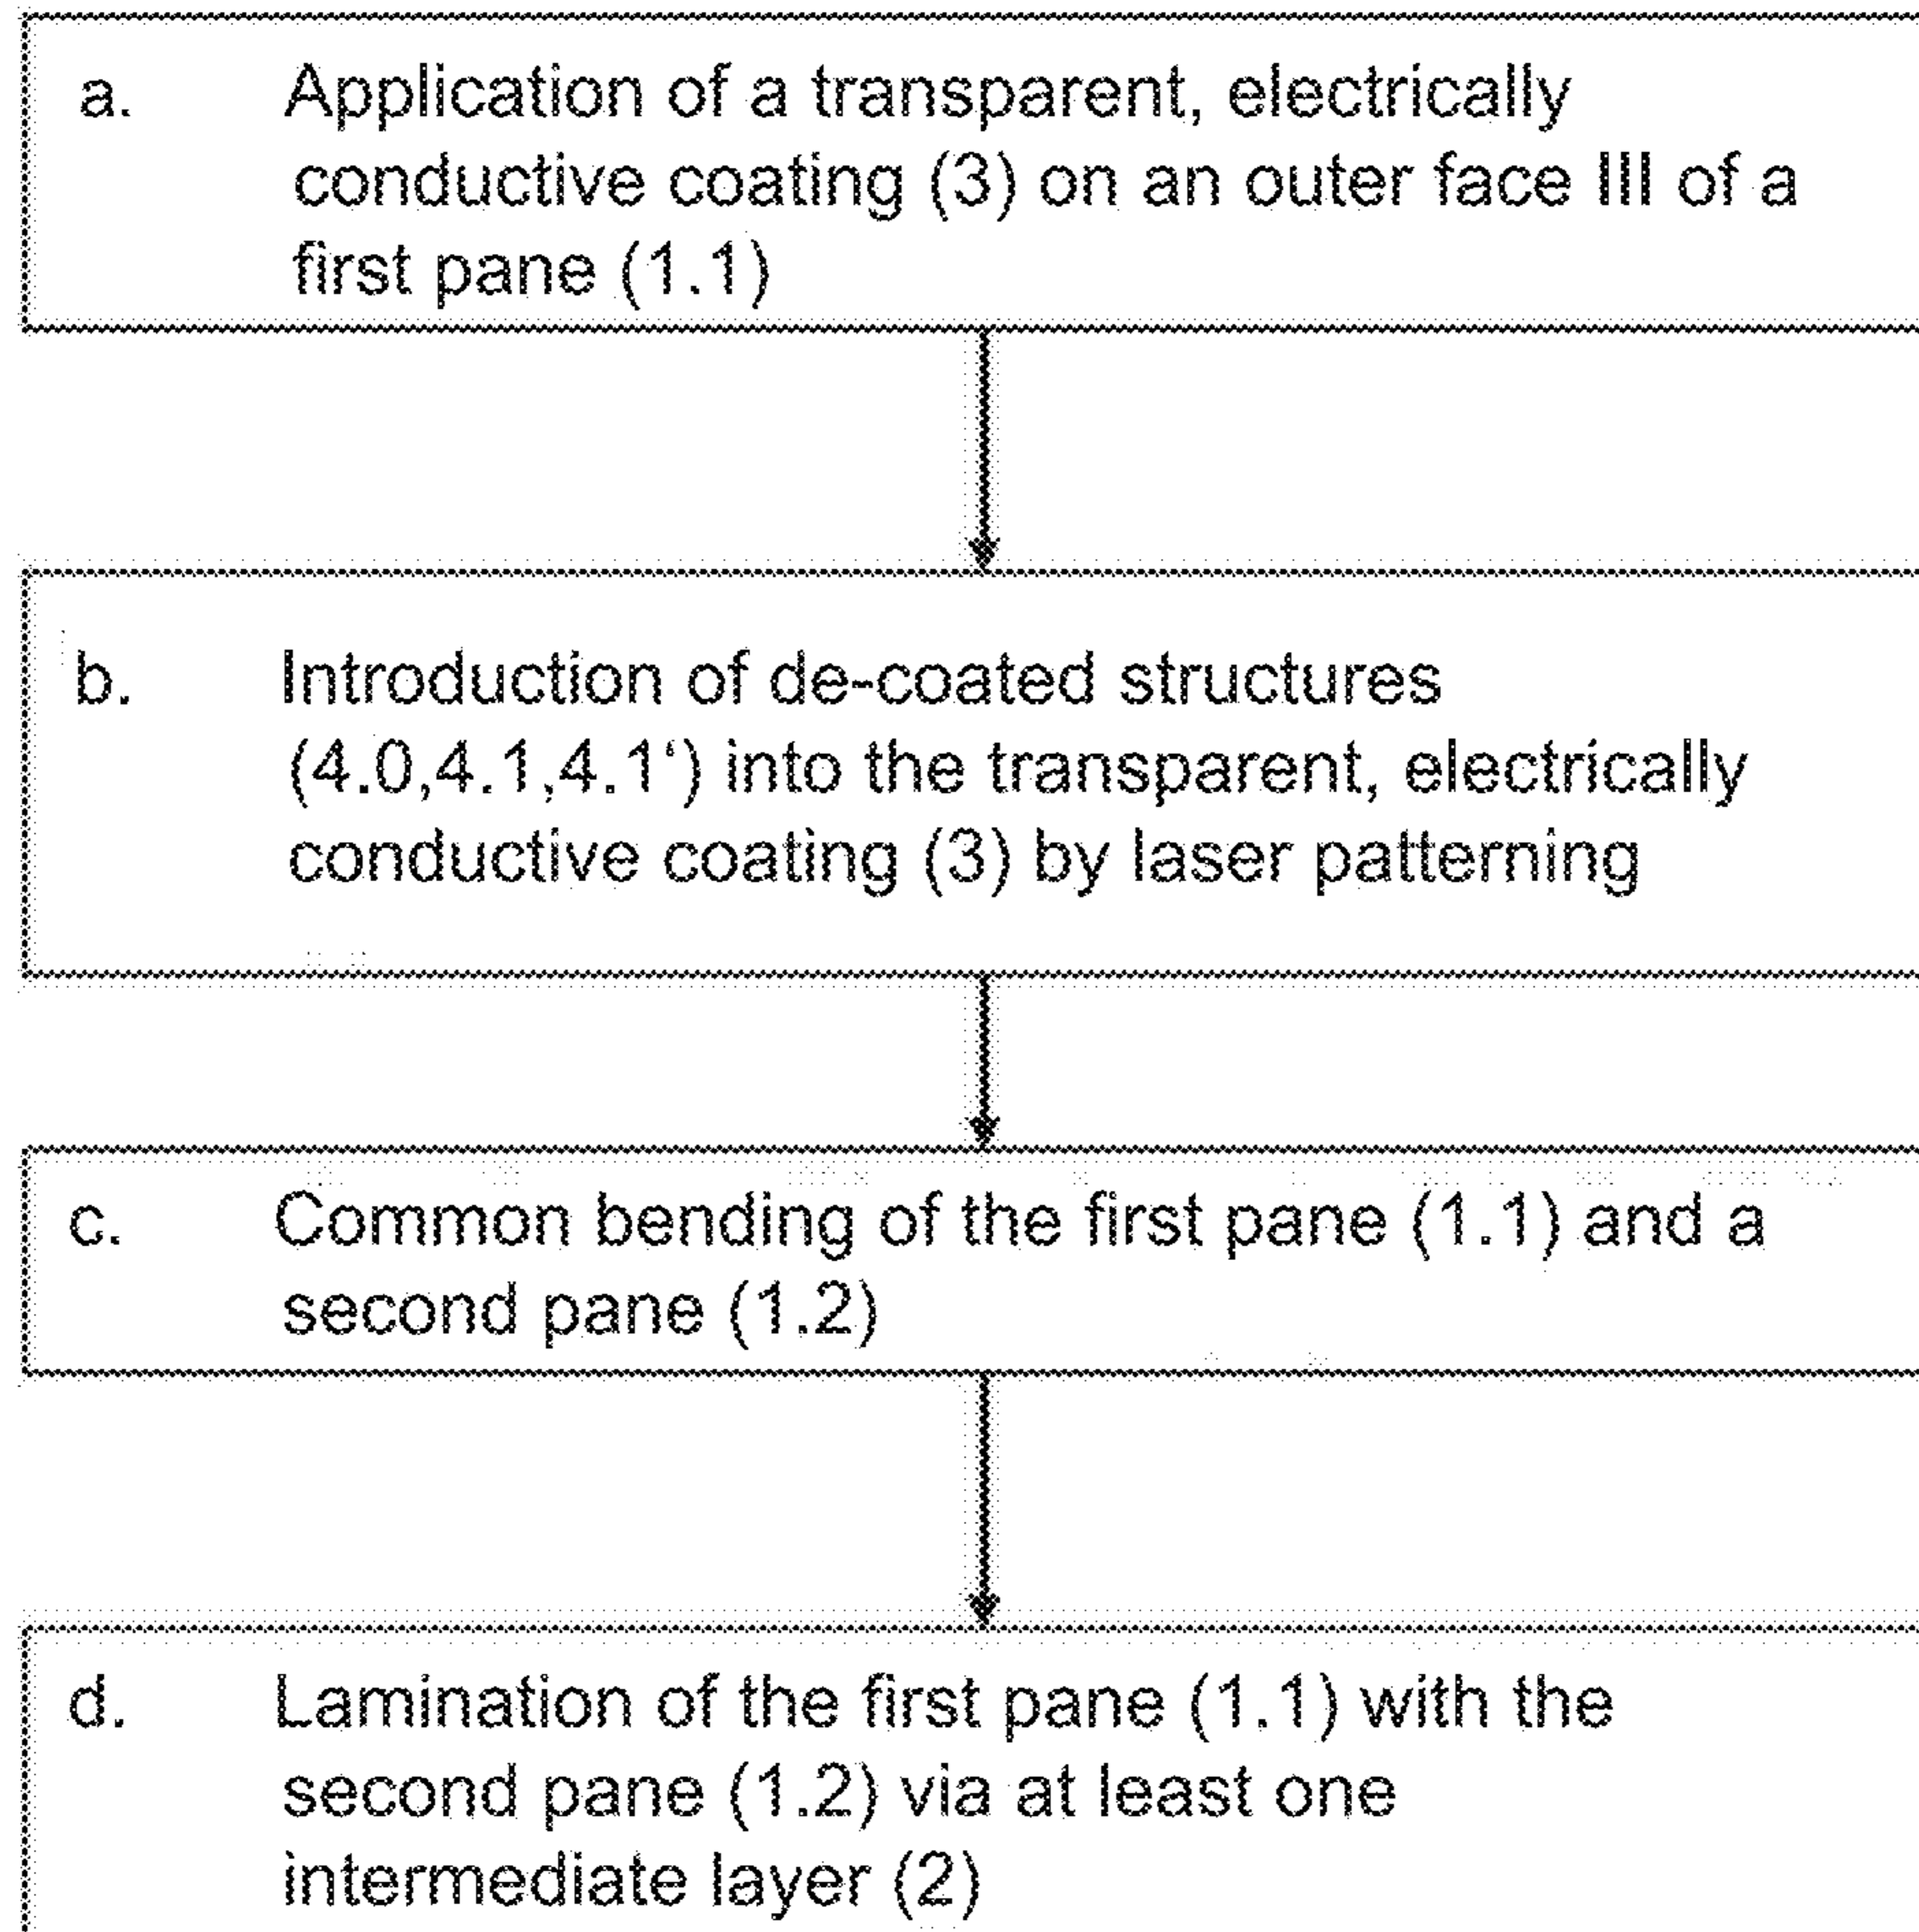 a. Application of a transparent, electrically
conductive coating (3) on an outer face III of a
first pane (1.1)
b. Introduction of de-coated structures
(4.0,4.1,4.1‘) into the transparent, electrically
conductive coating (3) by laser patterning
c. Common bending of the first pane (1.1) and a
second pane (1.2)
d. Lamination of the first pane (1.1) with the
second pane (1.2) via at least one
intermediate layer (2)